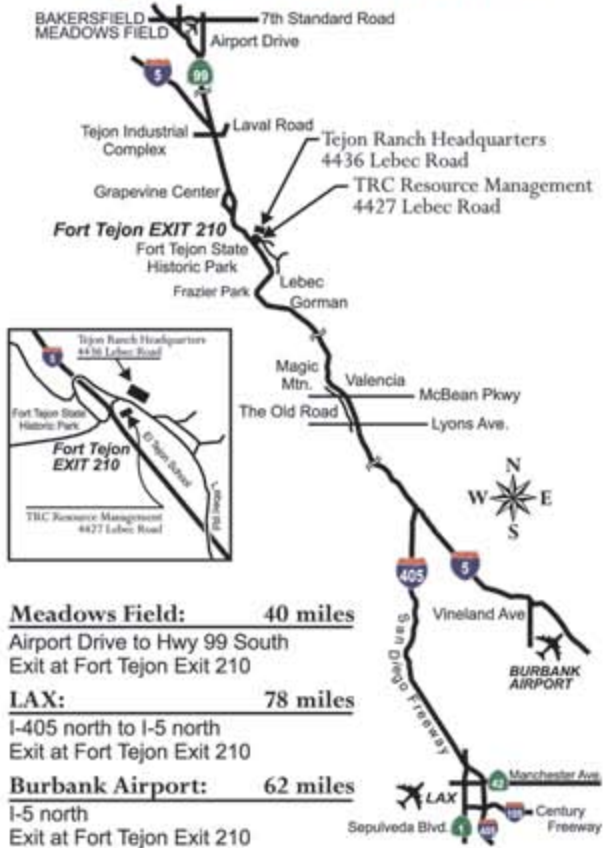 BAKERSFIELD
MEADOWS FIELD
7th Standard Road
Airport Drive
5
99
Tejon Industrial
Complex
Laval Road
Tejon Ranch Headquarters
4436 Lebec Road
TRC Resource Management
4427 Lebec Road
Grapevine Center
Fort Tejon EXIT 210
Fort Tejon State
Historic Park
Lebec
Frazier Park
Gorman
Magic
Mtn.
Valencia
McBean Pkwy
The Old Road
Lyons Ave.
5
Tejon Ranch Headquarters
4436 Lebec Road
Fort Tejon State
Historic Park
Fort Tejon
EXIT 210
El Tejon School
TRC Resource Management
4427 Lebec Road
N
W E
S
405
5
Vineland Ave
BURBANK
AIRPORT
San Diego Freeway
Meadows Field: 40 miles
Airport Drive to Hwy 99 South
Exit at Fort Tejon Exit 210
LAX: 78 miles
I-405 north to I-5 north
Exit at Fort Tejon Exit 210
Burbank Airport: 62 miles
I-5 north
Exit at Fort Tejon Exit 210
42
Manchester Ave.
LAX
105
Century
Freeway
Sepulveda Blvd.
1
405